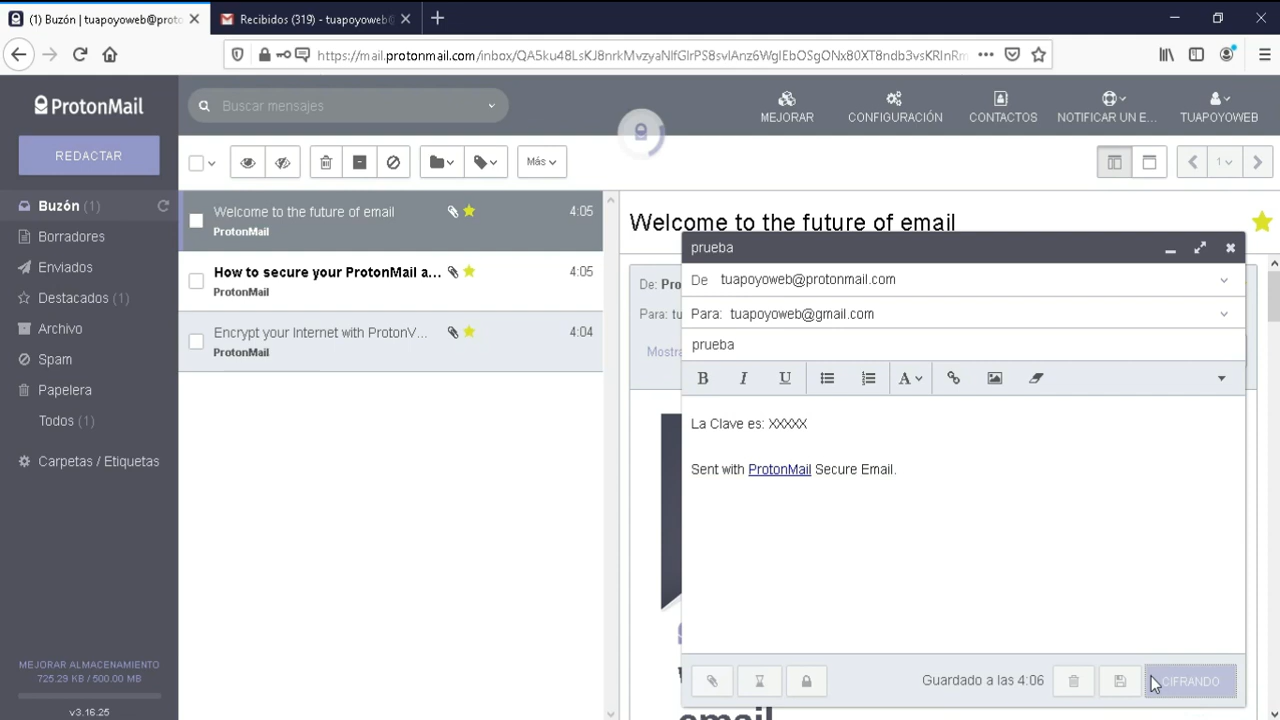 (1) Buzón | tuapoyoweb@proto
Recibidos (319) - tuapoyoweb@
https://mail.protonmail.com/inbox/
ProtonMail
Buscar mensajes
MEJORAR
CONFIGURACIÓN
CONTACTOS
NOTIFICAR UN E...
TUAPOYOWEB
REDACTAR
Más
1
Buzón (1)
Borradores
Enviados
Destacados (1)
Archivo
Spam
Papelera
Todos (1)
Carpetas / Etiquetas
MEJORAR ALMACENAMIENTO
725.29 KB / 500.00 MB
v3.16.25
Welcome to the future of email 4:05
ProtonMail
How to secure your ProtonMail a... 4:05
ProtonMail
Encrypt your Internet with ProtonV... 4:04
ProtonMail
Welcome to the future of email
De: Pro
Para: tu
Mostra
prueba
De tuapoyoweb@protonmail.com
Para: tuapoyoweb@gmail.com
prueba
B I U A
La Clave es: XXXXX
Sent with ProtonMail Secure Email.
Guardado a las 4:06
CIFRANDO
email